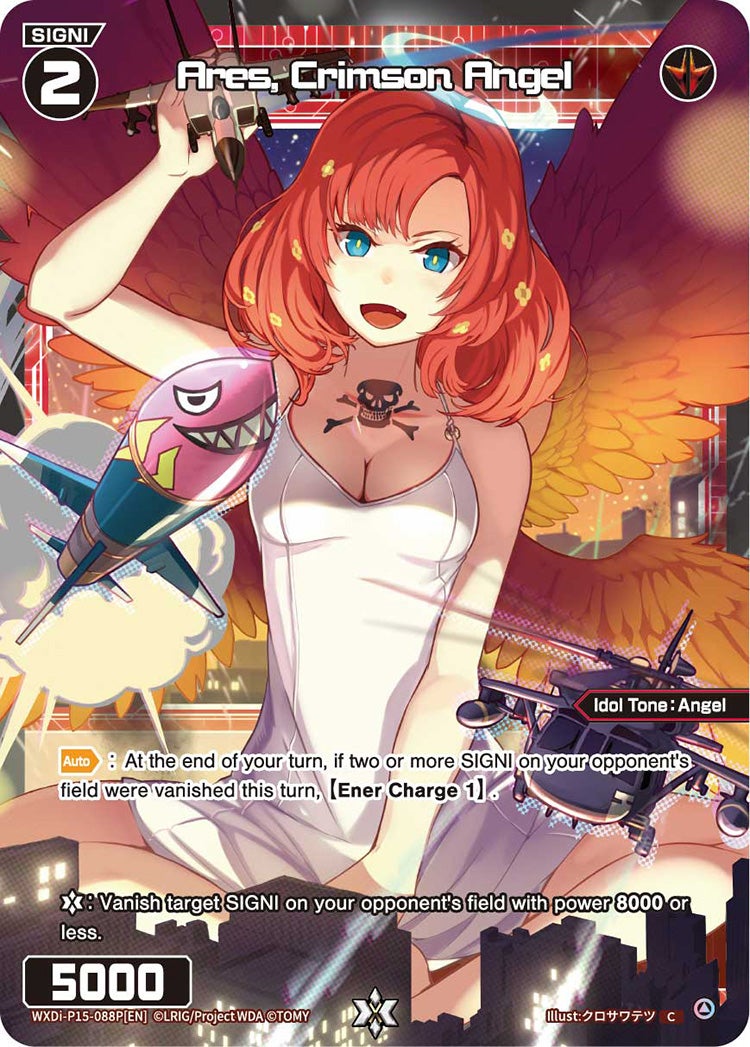 SIGNI
2
Ares, Crimson Angel
Idol Tone:Angel
Auto : At the end of your turn, if two or more SIGNI on your opponent's
field were vanished this turn, 【Ener Charge 1】.
: Vanish target SIGNI on your opponent's field with power 8000 or
less.
5000
WXDi-P15-088P[EN] ©LRIG/Project WDA ©TOMY
Illust:クロサワテツ C